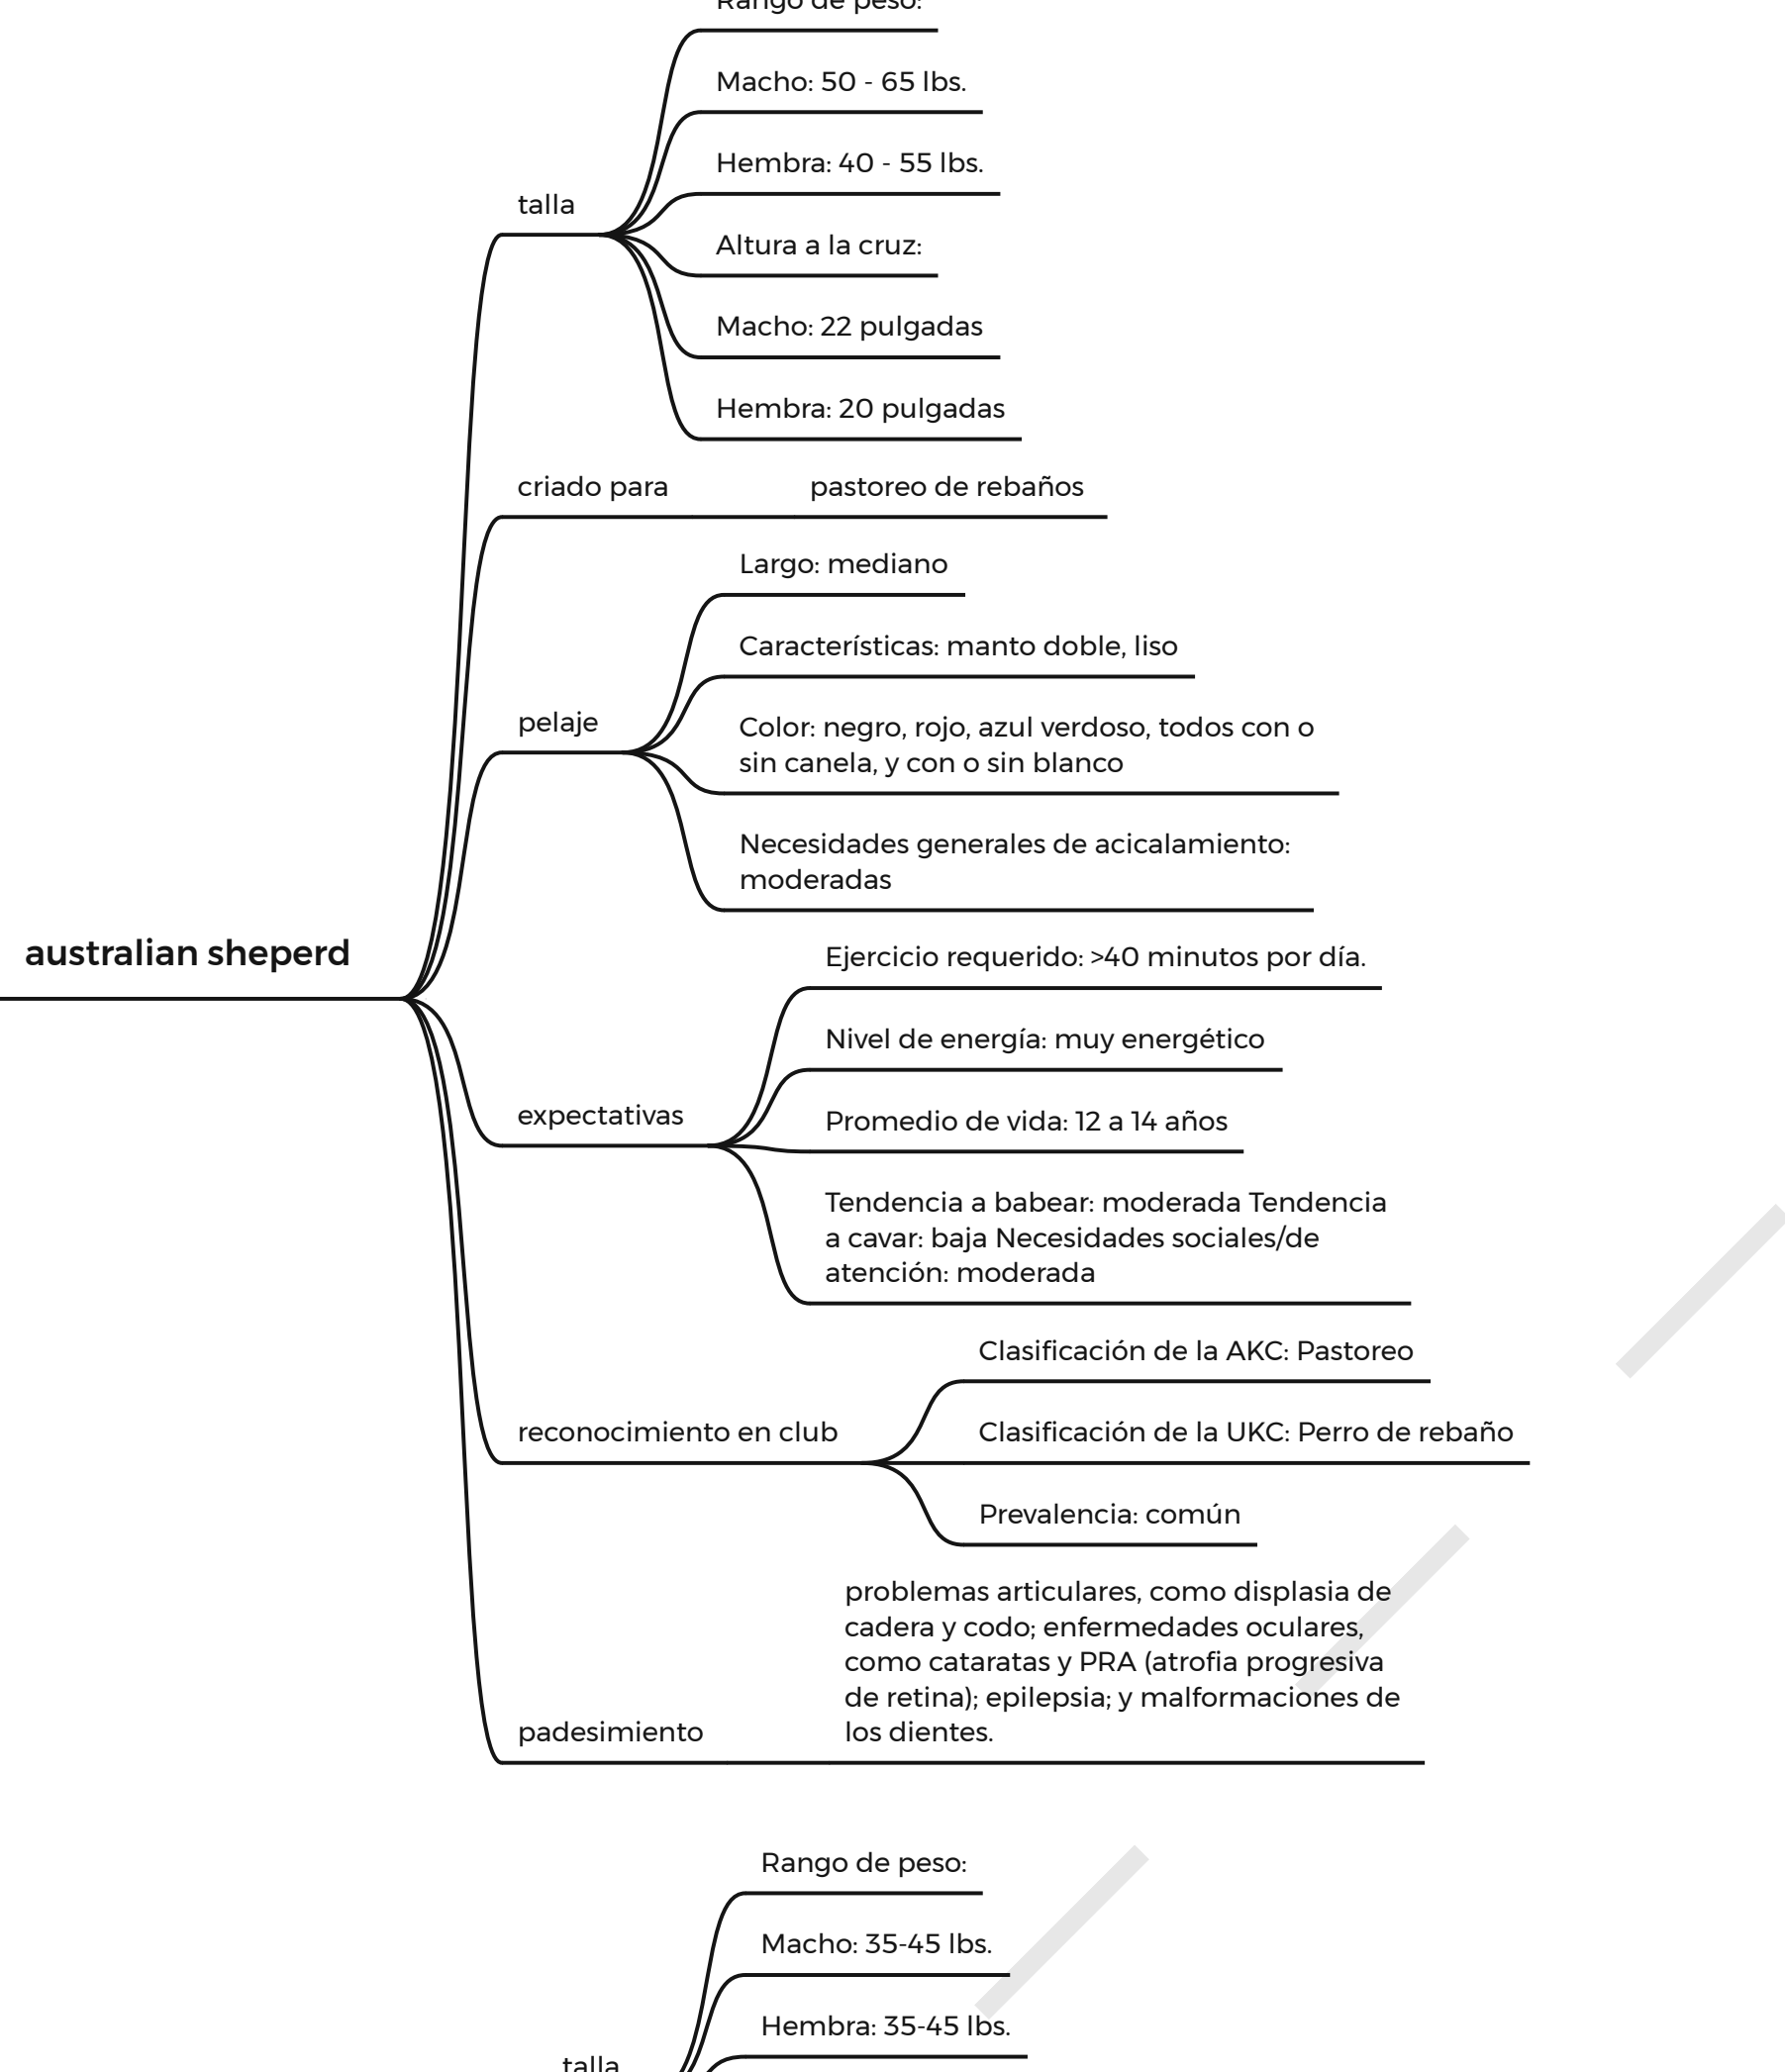 Rango de peso:
Macho: 50 - 65 lbs.
Hembra: 40 - 55 lbs.
talla
Altura a la cruz:
Macho: 22 pulgadas
Hembra: 20 pulgadas
criado para
pastoreo de rebaños
Largo: mediano
Características: manto doble, liso
pelaje
Color: negro, rojo, azul verdoso, todos con o
sin canela, y con o sin blanco
Necesidades generales de acicalamiento:
moderadas
australian sheperd
Ejercicio requerido: >40 minutos por día.
Nivel de energía: muy energético
expectativas
Promedio de vida: 12 a 14 años
Tendencia a babear: moderada Tendencia
a cavar: baja Necesidades sociales/de
atención: moderada
Clasificación de la AKC: Pastoreo
reconocimiento en club
Clasificación de la UKC: Perro de rebaño
Prevalencia: común
problemas articulares, como displasia de
cadera y codo; enfermedades oculares,
como cataratas y PRA (atrofia progresiva
de retina); epilepsia; y malformaciones de
los dientes.
padesimiento
Rango de peso:
Macho: 35-45 lbs.
Hembra: 35-45 lbs.
talla